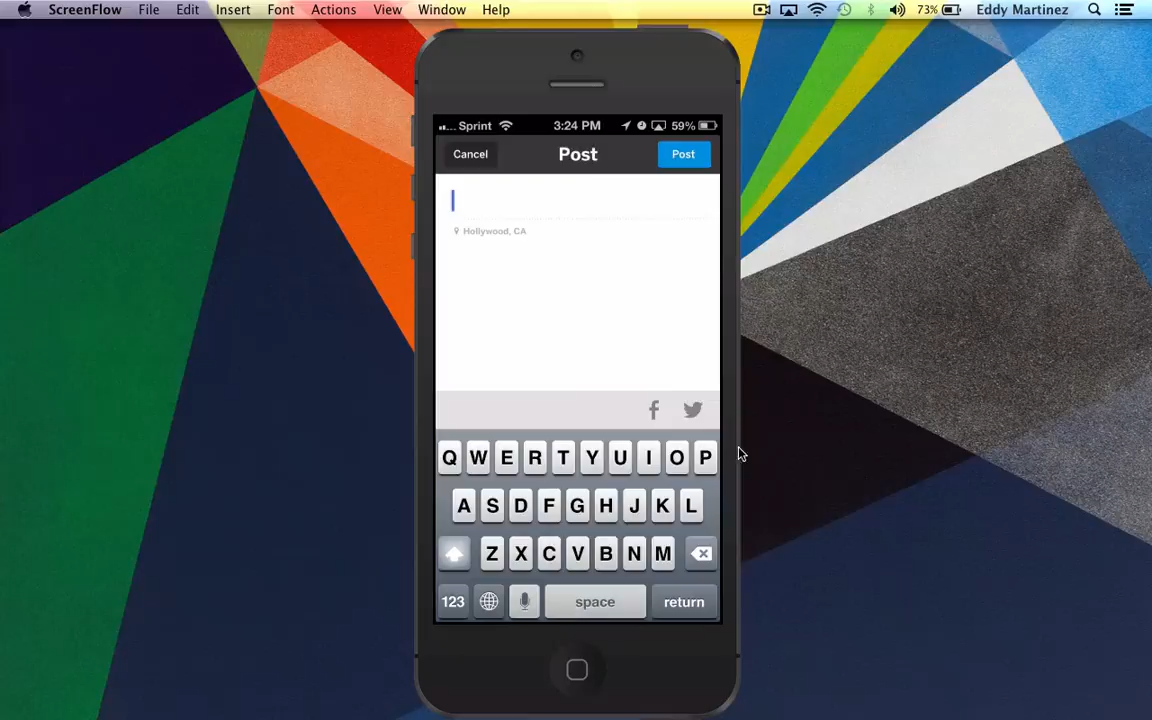 ScreenFlow File Edit Insert Font Actions View Window Help 73% Eddy Martinez
... Sprint 3:24 PM 59%
Cancel Post Post
Hollywood, CA
Q W E R T Y U I O P
A S D F G H J K L
Z X C V B N M
123 space return